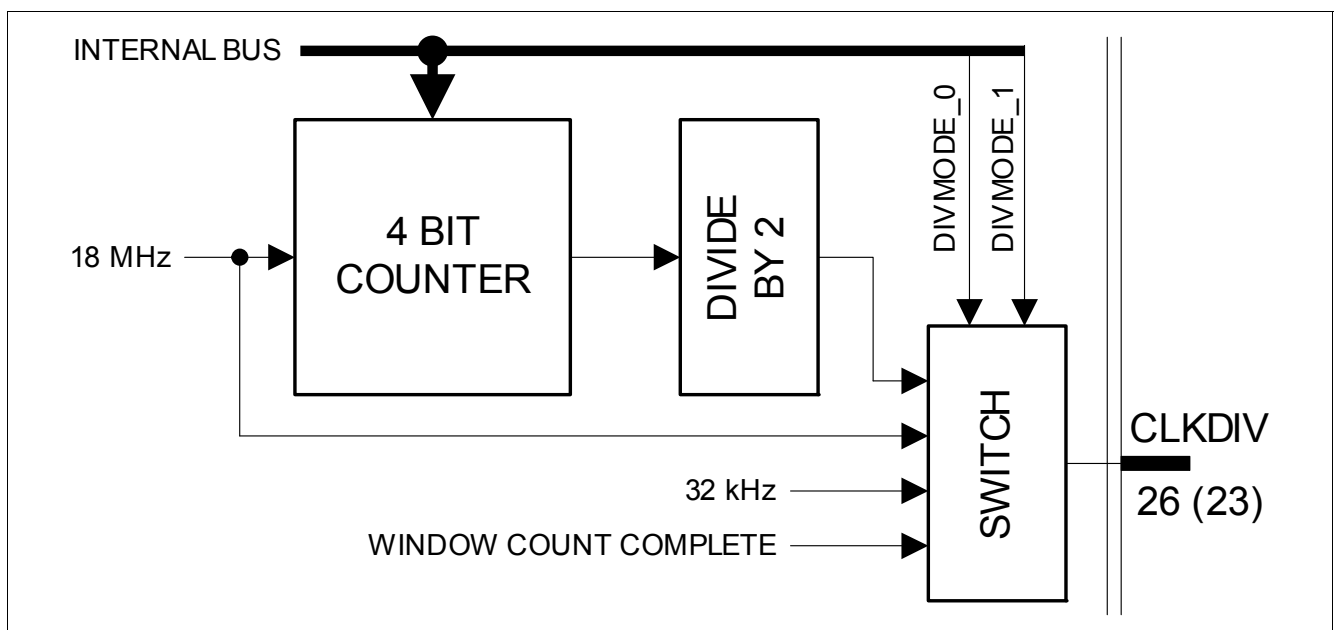 INTERNAL BUS
DIVMODE_0
DIVMODE_1
4 BIT
COUNTER
DIVIDE
BY 2
18 MHz
SWITCH
CLKDIV
26 (23)
32 kHz
WINDOW COUNT COMPLETE